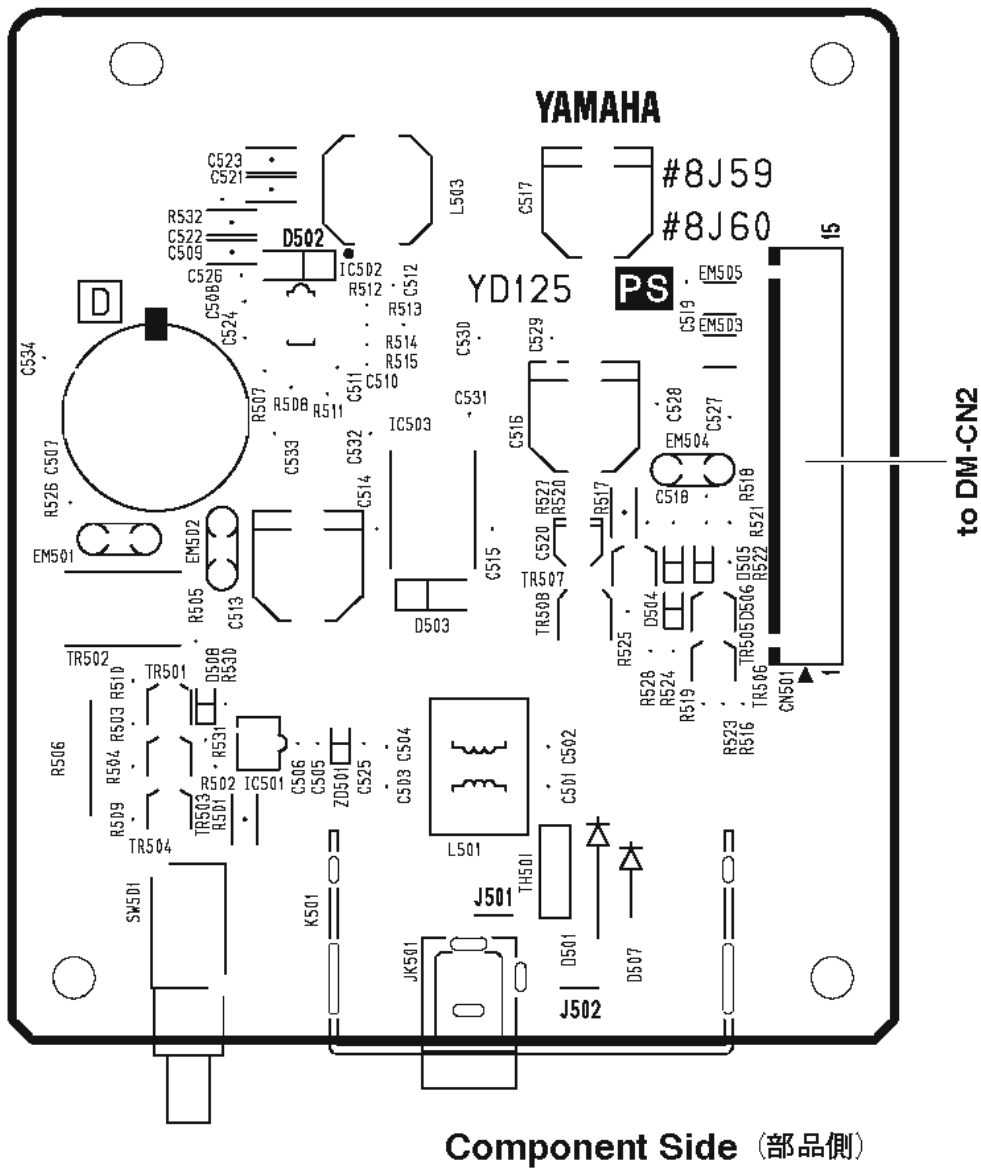 YAMAHA
#8J59
#8J60
15
C523
C521
R532
C522
C509
C526
C508
C524
D502
L503
C517
IC502
R512
C512
R513
R514
R515
C510
C511
YD125
PS
EM505
C519
EM503
D
C534
C530
C529
R507
R508
R511
C531
IC503
C516
C528
C527
EM504
C533
C532
C507
R526
C514
R527
R520
R517
C518
R518
R521
EM501
EM502
C520
C515
D505
R522
R505
C513
TR507
TR508
D503
D504
D506
TR505
R525
TR502
TR501
D508
R530
R528
R524
R519
TR506
CN501
1
R510
R503
R506
R504
R531
R502
IC501
C506
C505
ZD501
C525
C504
C503
C502
C501
R523
R516
R509
TR503
R501
TR504
L501
TH501
SW501
K501
J501
JK501
D501
D507
J502
to DM-CN2
Component Side (部品側)